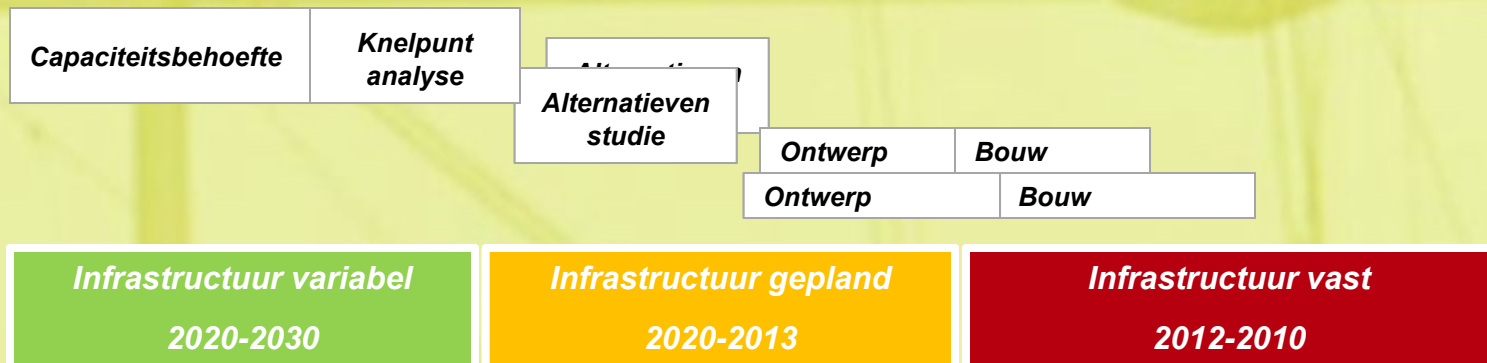 Capaciteitsbehoefte
Knelpunt
analyse
Alternatieven
studie
Ontwerp
Bouw
Ontwerp
Bouw
Infrastructuur variabel
2020-2030
Infrastructuur gepland
2020-2013
Infrastructuur vast
2012-2010